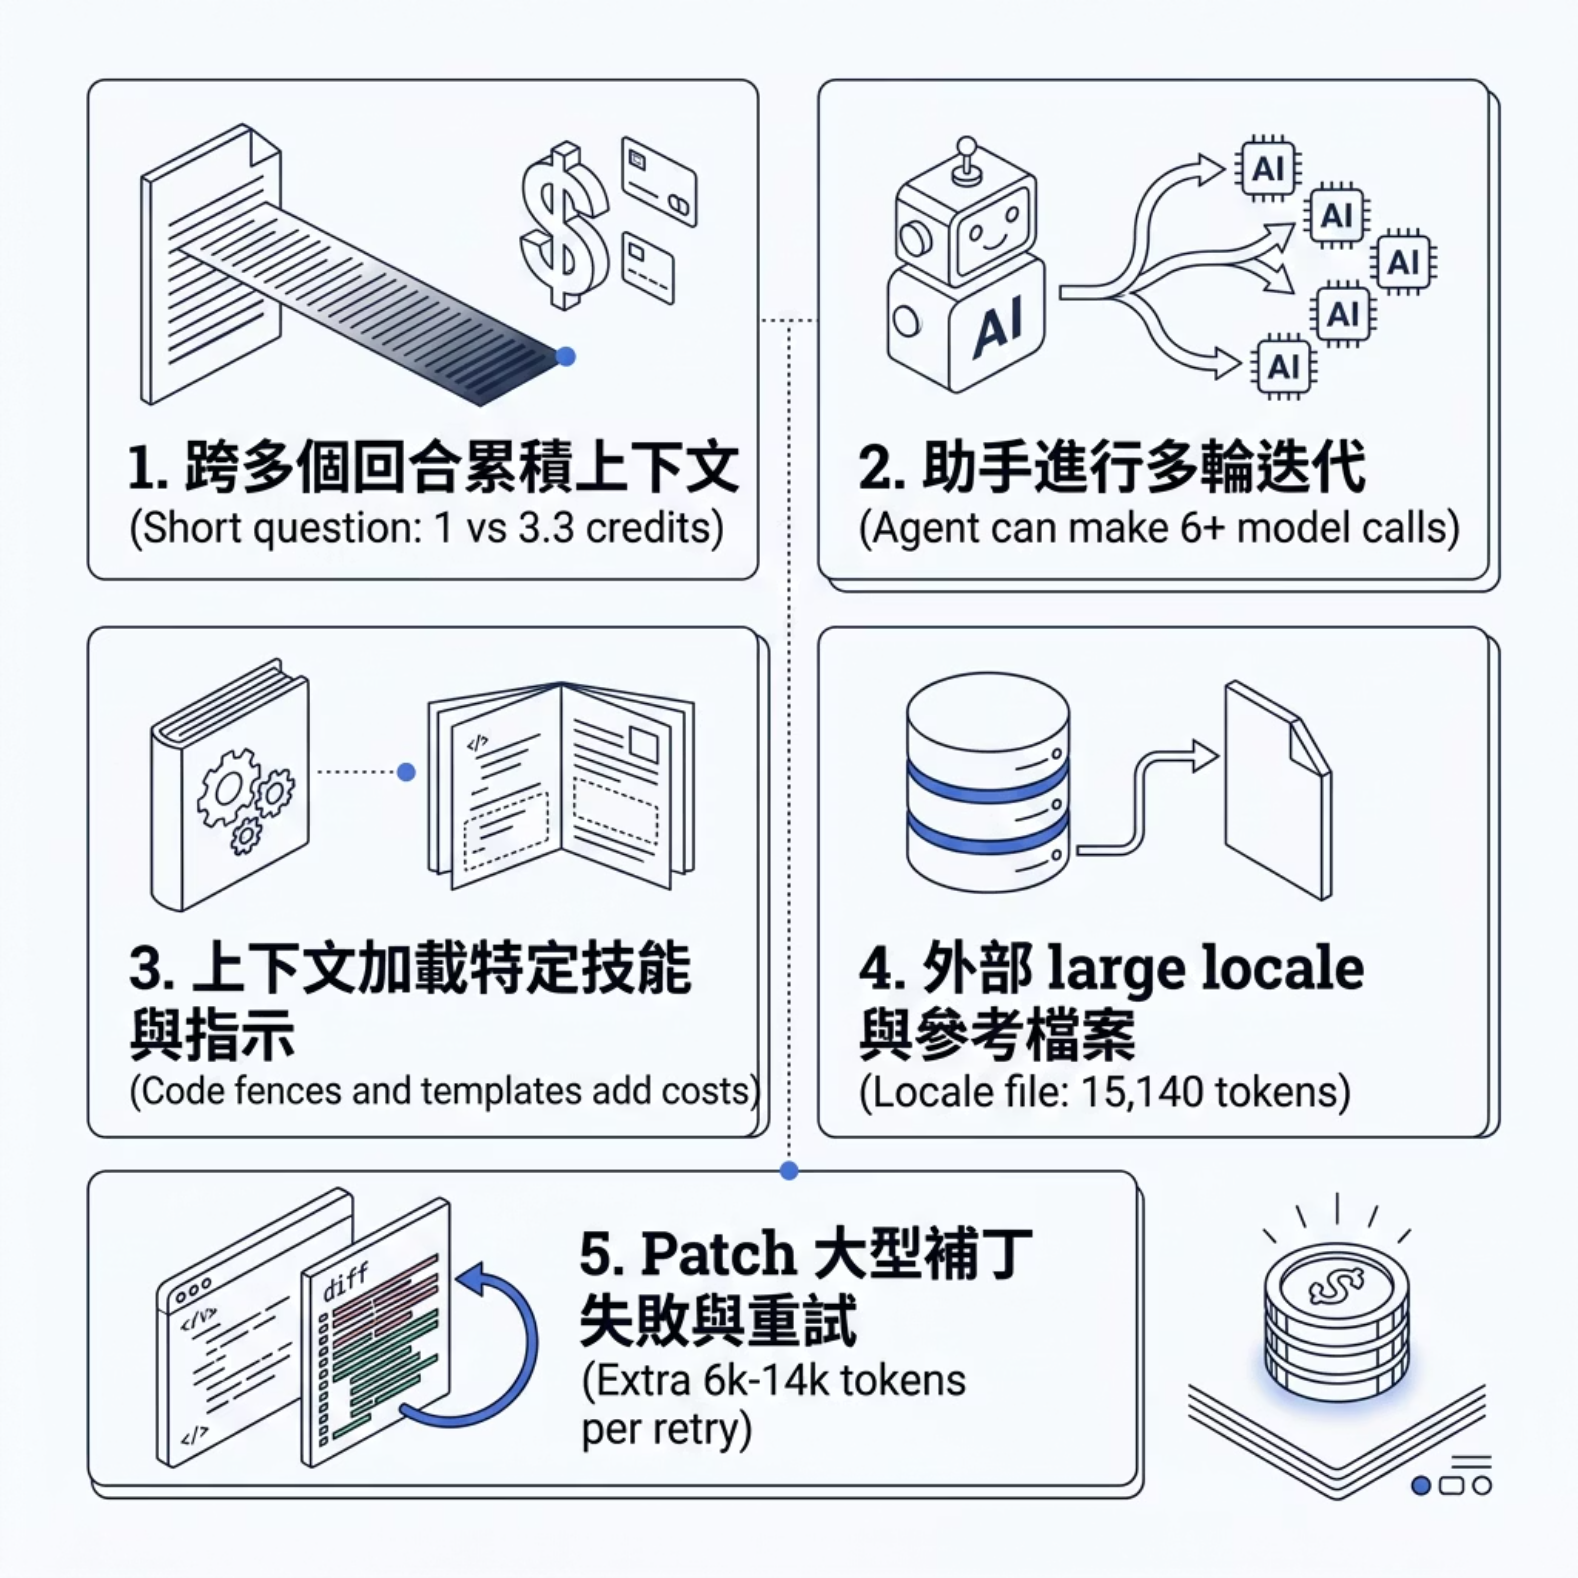 AI
AI
AI
AI
AI
AI
1. 跨多個回合累積上下文
(Short question: 1 vs 3.3 credits)
2. 助手進行多輪迭代
(Agent can make 6+ model calls)
</>
3. 上下文加載特定技能
與指示
(Code fences and templates add costs)
4. 外部 large locale
與參考檔案
(Locale file: 15,140 tokens)
diff
</>
5. Patch 大型補丁
失敗與重試
(Extra 6k-14k tokens
per retry)